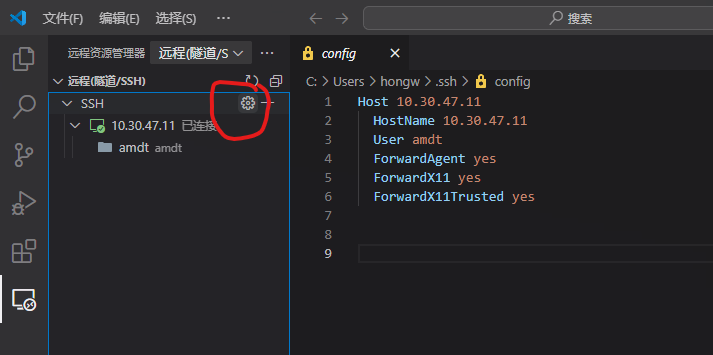 文件(F) 编辑(E) 选择(S) ··· 搜索
远程资源管理器 远程(隧道/S ···
远程(隧道/SSH)
SSH
10.30.47.11 已连接
amdt amdt
config
C: > Users > hongw > .ssh > config
1 Host 10.30.47.11
2 HostName 10.30.47.11
3 User amdt
4 ForwardAgent yes
5 ForwardX11 yes
6 ForwardX11Trusted yes
7
8
9